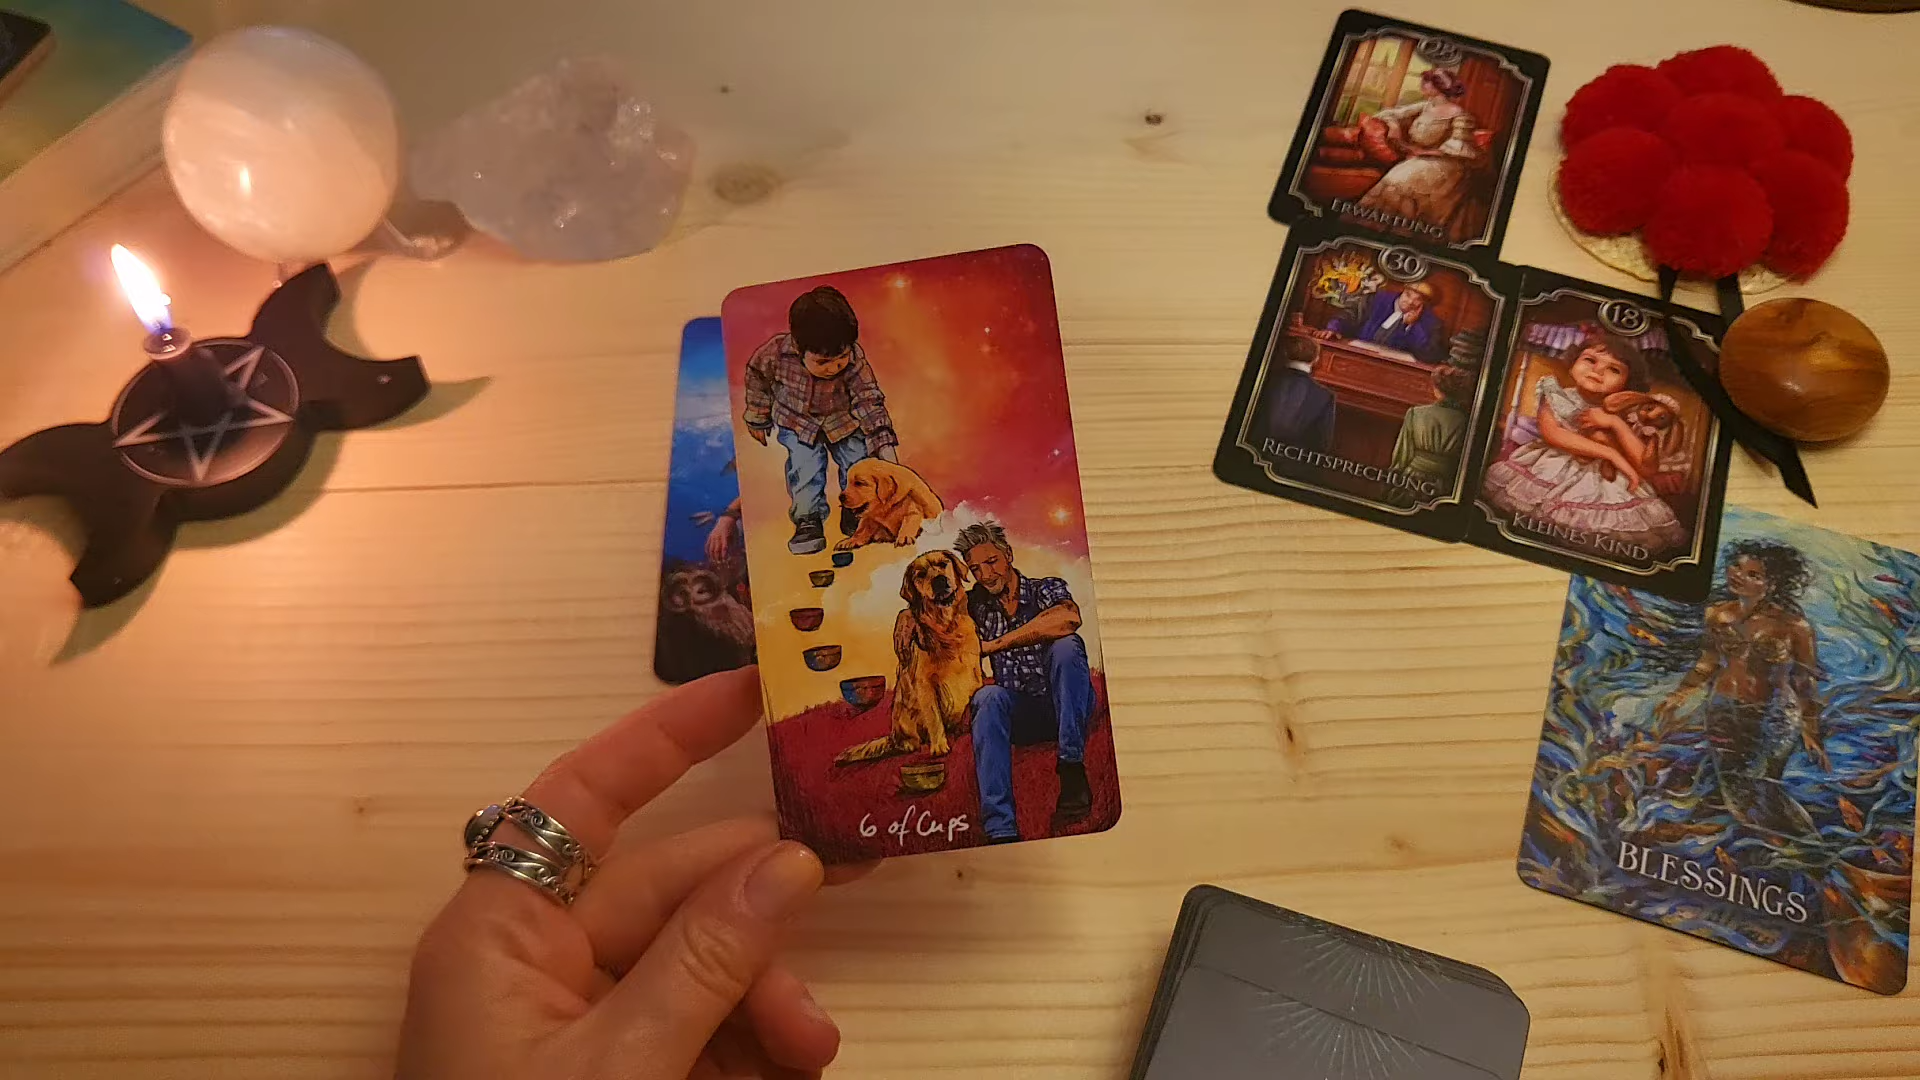 28
ERWARTUNG
30
RECHTSPRECHUNG
18
KLEINES KIND
6 of Cups
BLESSINGS